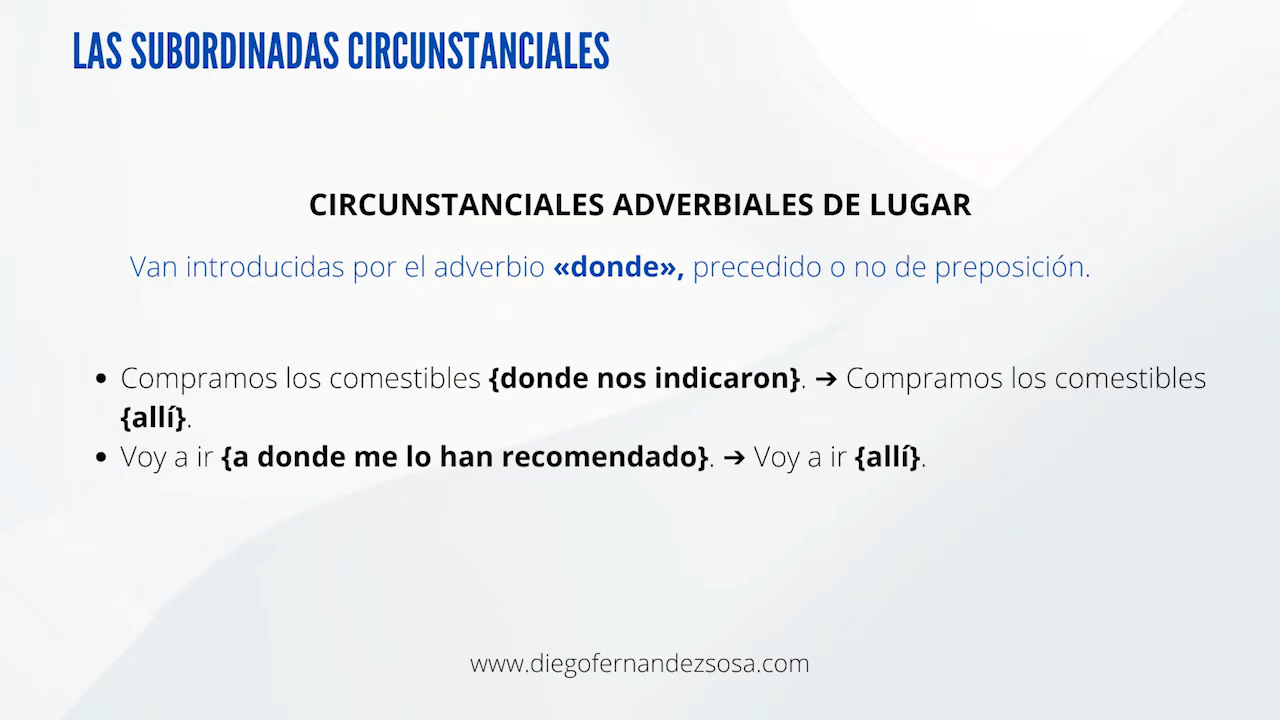 LAS SUBORDINADAS CIRCUNSTANCIALES
CIRCUNSTANCIALES ADVERBIALES DE LUGAR
Van introducidas por el adverbio «donde», precedido o no de preposición.
• Compramos los comestibles {donde nos indicaron}. ➔ Compramos los comestibles
{allí}.
• Voy a ir {a donde me lo han recomendado}. ➔ Voy a ir {allí}.
www.diegofernandezsosa.com